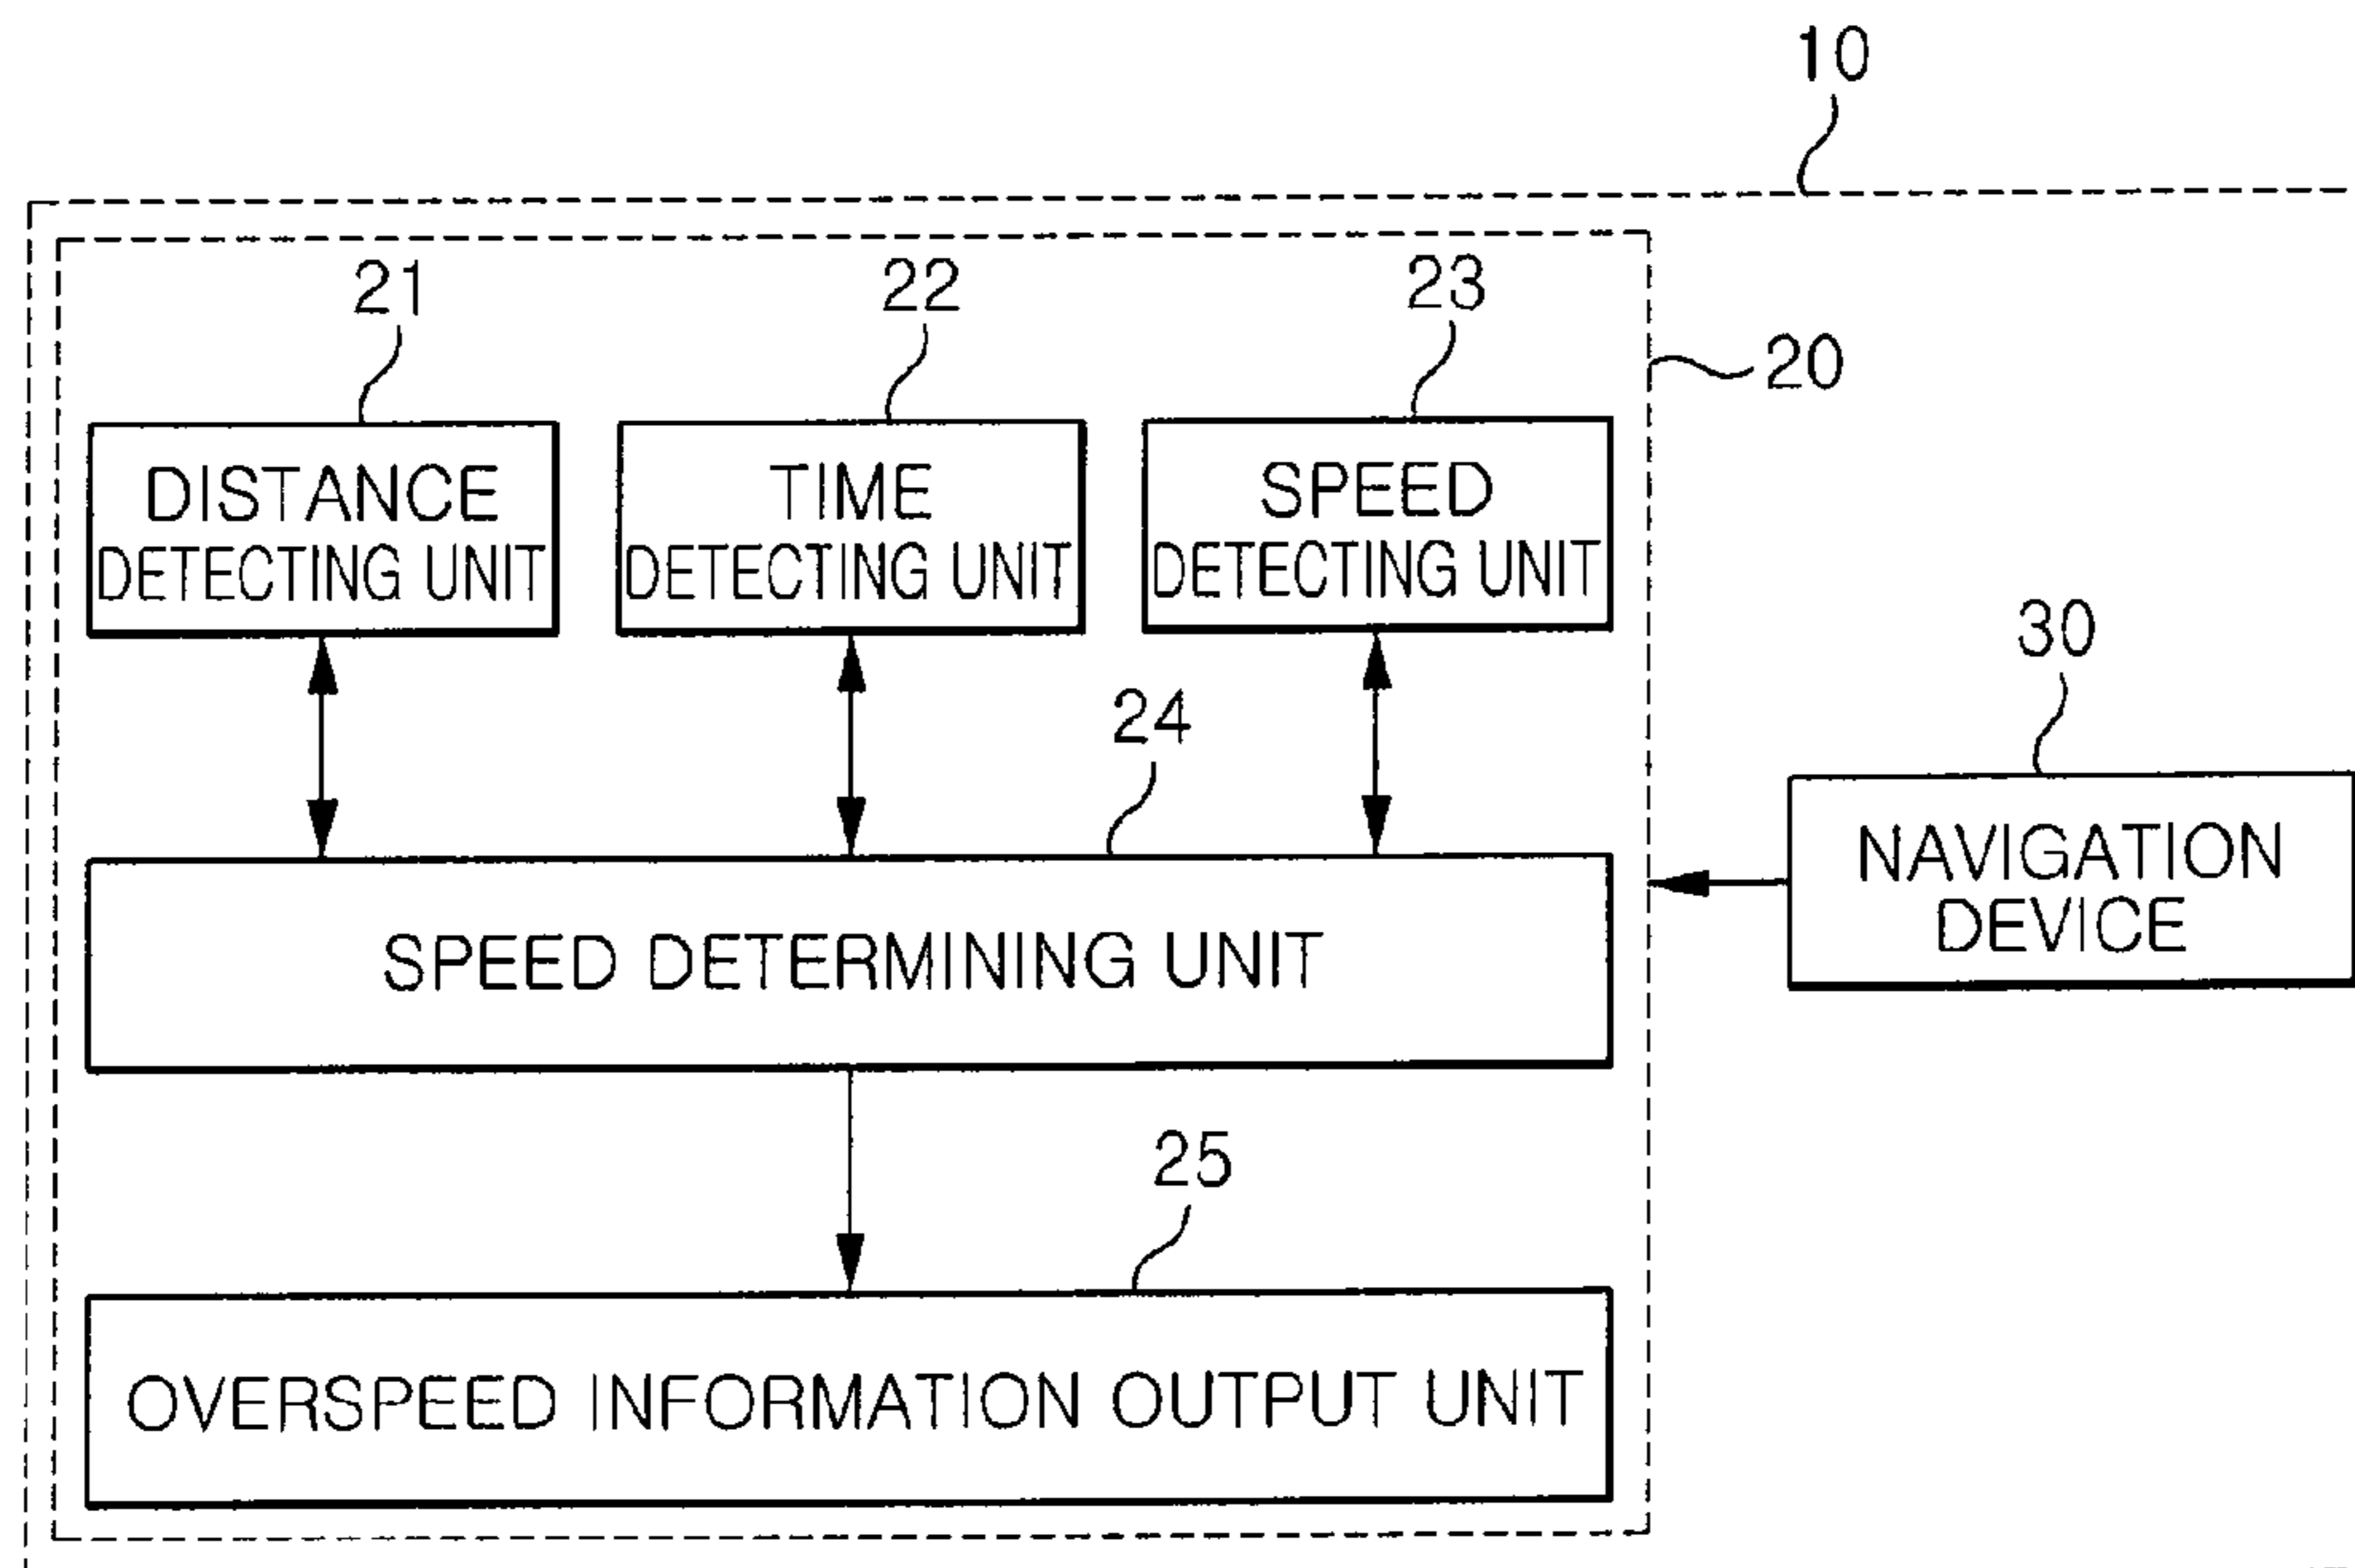 10
21
22
23
20
DISTANCE
DETECTING UNIT
TIME
DETECTING UNIT
SPEED
DETECTING UNIT
30
24
NAVIGATION
DEVICE
SPEED DETERMINING UNIT
25
OVERSPEED INFORMATION OUTPUT UNIT